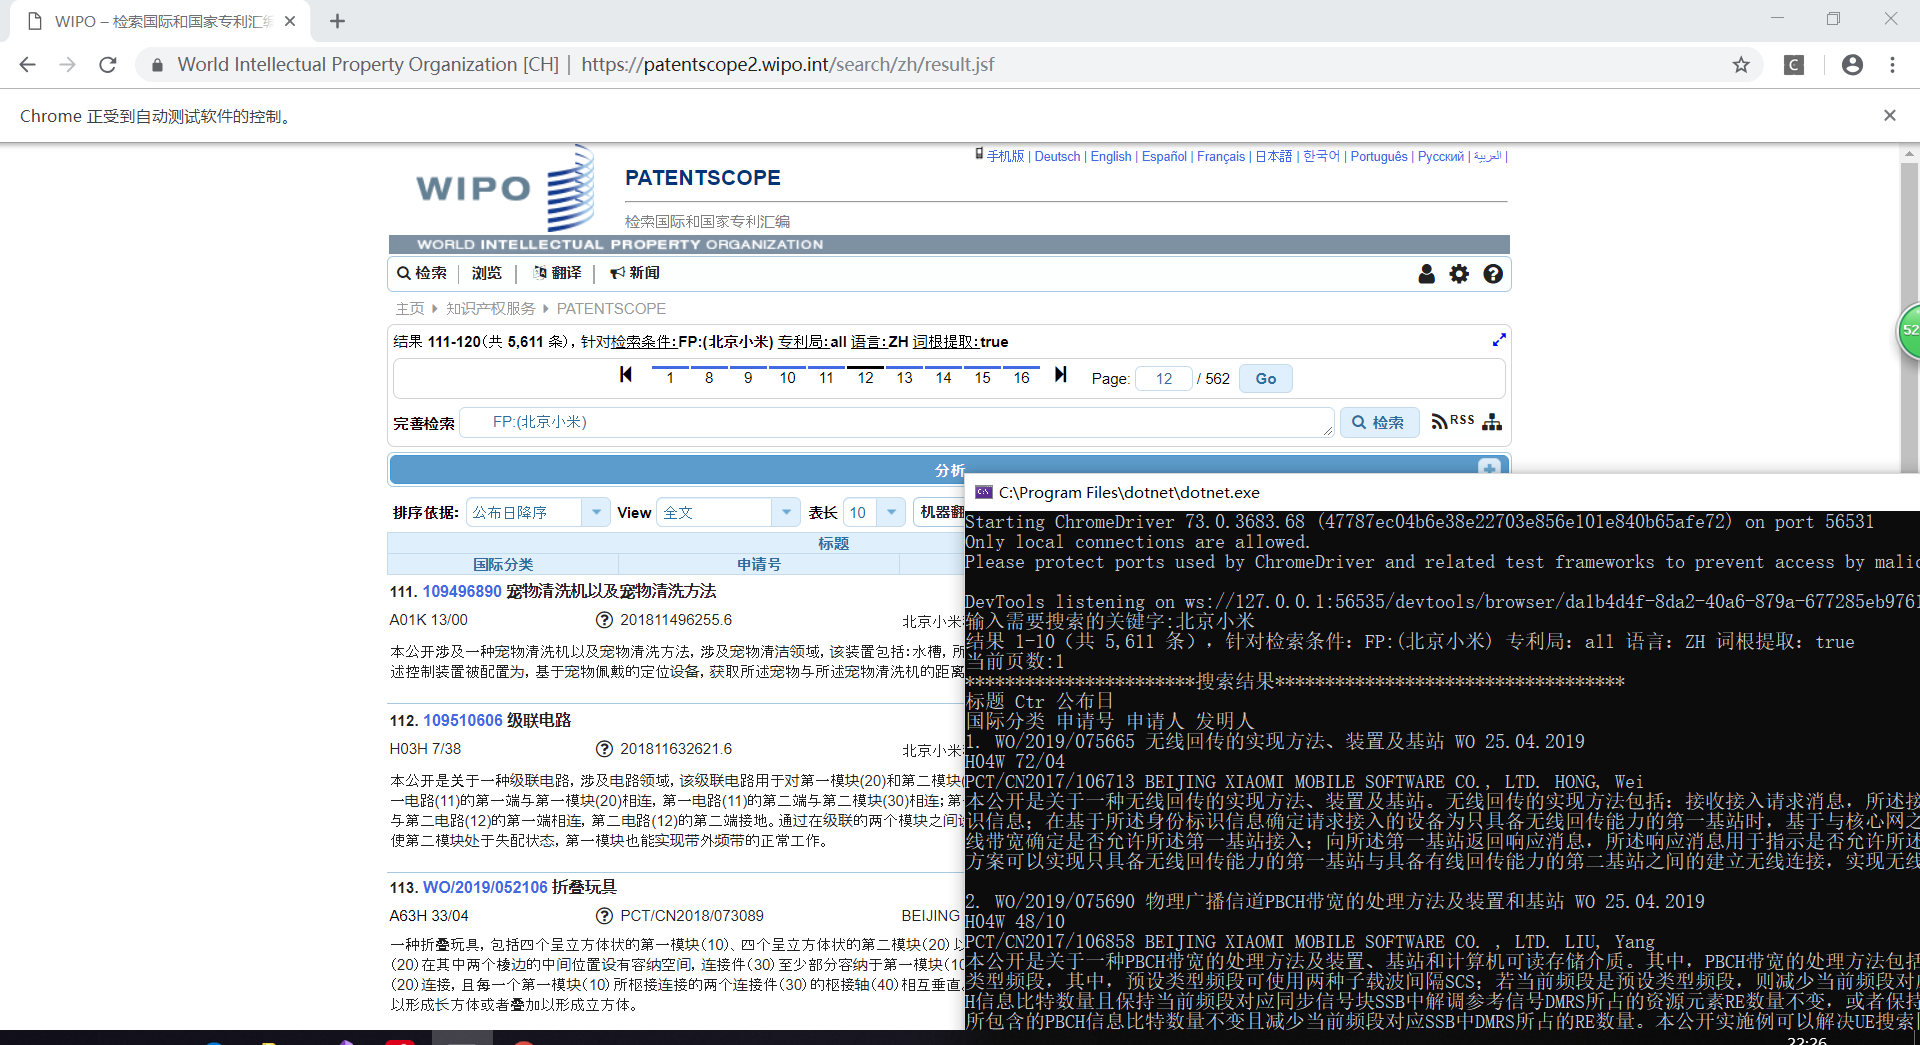 WIPO – 检索国际和国家专利汇编
World Intellectual Property Organization [CH] | https://patentscope2.wipo.int/search/zh/result.jsf
Chrome 正受到自动测试软件的控制。
手机版 | Deutsch | English | Español | Français | 日本語 | 한국어 | Português | Русский | العربية |
WIPO
PATENTSCOPE
检索国际和国家专利汇编
WORLD INTELLECTUAL PROPERTY ORGANIZATION
检索 浏览 翻译 新闻
主页 知识产权服务 PATENTSCOPE
结果 111-120(共 5,611 条), 针对检索条件:FP:(北京小米) 专利局:all 语言:ZH 词根提取:true
52
1 8 9 10 11 12 13 14 15 16 Page: 12 / 562 Go
完善检索 FP:(北京小米) 检索 RSS
分析
排序依据: 公布日降序 View 全文 表长 10 机器翻
标题
国际分类 申请号
111. 109496890 宠物清洗机以及宠物清洗方法
A01K 13/00 201811496255.6 北京小米
本公开涉及一种宠物清洗机以及宠物清洗方法, 涉及宠物清洁领域, 该装置包括:水槽, 所
述控制装置被配置为, 基于宠物佩戴的定位设备, 获取所述宠物与所述宠物清洗机的距离
112. 109510606 级联电路
H03H 7/38 201811632621.6 北京小米
本公开是关于一种级联电路, 涉及电路领域, 该级联电路用于对第一模块(20)和第二模块(
一电路(11)的第一端与第一模块(20)相连, 第一电路(11)的第二端与第二模块(30)相连; 第
与第二电路(12)的第一端相连, 第二电路(12)的第二端接地。通过在级联的两个模块之间设
使第二模块处于失配状态, 第一模块也能实现带外频带的正常工作。
113. WO/2019/052106 折叠玩具
A63H 33/04 PCT/CN2018/073089 BEIJING
一种折叠玩具, 包括四个呈立方体状的第一模块(10)、四个呈立方体状的第二模块(20)以
(20)在其中两个棱边的中间位置设有容纳空间, 连接件(30)至少部分容纳于第一模块(10
(20)连接, 且每一个第一模块(10)所枢接连接的两个连接件(30)的枢接轴(40)相互垂直。
以形成长方体或者叠加以形成立方体。
C:\Program Files\dotnet\dotnet.exe
Starting ChromeDriver 73.0.3683.68 (47787ec04b6e38e22703e856e101e840b65afe72) on port 56531
Only local connections are allowed.
Please protect ports used by ChromeDriver and related test frameworks to prevent access by malic
DevTools listening on ws://127.0.0.1:56535/devtools/browser/da1b4d4f-8da2-40a6-879a-677285eb9761
输入需要搜索的关键字:北京小米
结果 1-10（共 5,611 条），针对检索条件: FP:(北京小米) 专利局: all 语言: ZH 词根提取: true
当前页数:1
***********************搜索结果***********************************
标题 Ctr 公布日
国际分类 申请号 申请人 发明人
1. WO/2019/075665 无线回传的实现方法、装置及基站 WO 25.04.2019
H04W 72/04
PCT/CN2017/106713 BEIJING XIAOMI MOBILE SOFTWARE CO., LTD. HONG, Wei
本公开是关于一种无线回传的实现方法、装置及基站。无线回传的实现方法包括: 接收接入请求消息，所述接
识信息; 在基于所述身份标识信息确定请求接入的设备为只具备无线回传能力的第一基站时，基于与核心网之
线带宽确定是否允许所述第一基站接入; 向所述第一基站返回响应消息，所述响应消息用于指示是否允许所述
方案可以实现只具备无线回传能力的第一基站与具备有线回传能力的第二基站之间的建立无线连接，实现无线
2. WO/2019/075690 物理广播信道PBCH带宽的处理方法及装置和基站 WO 25.04.2019
H04W 48/10
PCT/CN2017/106858 BEIJING XIAOMI MOBILE SOFTWARE CO. , LTD. LIU, Yang
本公开是关于一种PBCH带宽的处理方法及装置、基站和计算机可读存储介质。其中，PBCH带宽的处理方法包括
类型频段，其中，预设类型频段可使用两种子载波间隔SCS; 若当前频段是预设类型频段，则减少当前频段对应
H信息比特数量且保持当前频段对应同步信号块SSB中解调参考信号DMRS所占的资源元素RE数量不变，或者保持
所包含的PBCH信息比特数量不变且减少当前频段对应SSB中DMRS所占的RE数量。本公开实施例可以解决UE搜索
22:26